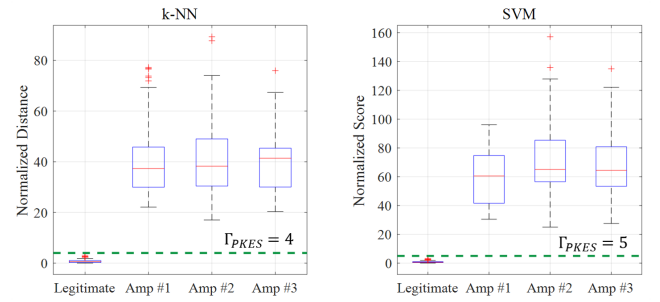 k-NN
Normalized Distance
80
60
40
20
0
Γ_PKES = 4
Legitimate Amp #1 Amp #2 Amp #3
SVM
Normalized Score
160
140
120
100
80
60
40
20
0
Γ_PKES = 5
Legitimate Amp #1 Amp #2 Amp #3